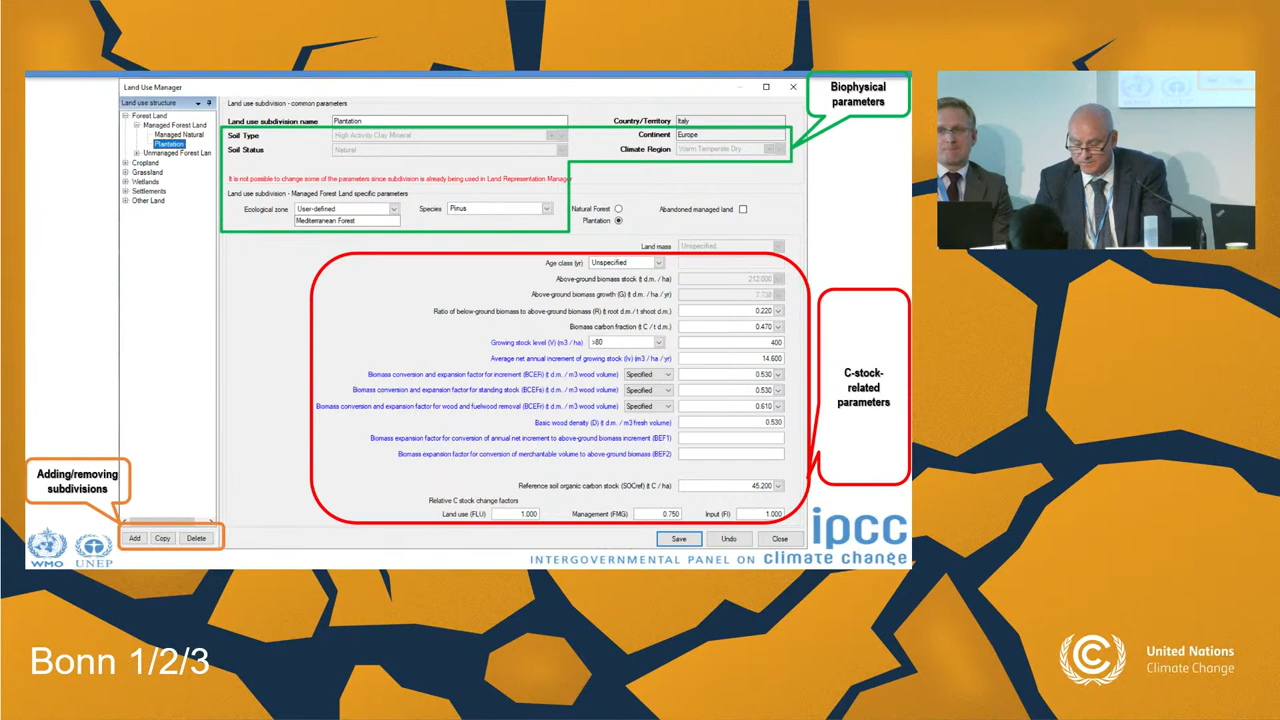 Land Use Manager
Land use structure
Forest Land
Managed Forest Land
Managed Natural
Plantation
Unmanaged Forest Lan
Cropland
Grassland
Wetlands
Settlements
Other Land
Land use subdivision - common parameters
Land use subdivision name Plantation Country/Territory Italy
Soil Type High Activity Clay Mineral Continent Europe
Soil Status Natural Climate Region Warm Temperate Dry
It is not possible to change some of the parameters since subdivision is already being used in Land Representation Manager
Land use subdivision - Managed Forest Land specific parameters
Ecological zone User-defined Species Pinus Natural Forest Abandoned managed land
Mediterranean Forest Plantation
Land mass Unspecified
Age class (yr) Unspecified
Above-ground biomass stock (t d.m. / ha) 212.000
Above-ground biomass growth (G) (t d.m. / ha / yr) 7.738
Ratio of below-ground biomass to above-ground biomass (R) (t root d.m./ t shoot d.m.) 0.220
Biomass carbon fraction (t C / t d.m.) 0.470
Growing stock level (V) (m3 / ha) >80 400
Average net annual increment of growing stock (Iv) (m3 / ha / yr) 14.600
Biomass conversion and expansion factor for increment (BCEFi) (t d.m. / m3 wood volume) Specified 0.530
Biomass conversion and expansion factor for standing stock (BCEFs) (t d.m. / m3 wood volume) Specified 0.530
Biomass conversion and expansion factor for wood and fuelwood removal (BCEFr) (t d.m. / m3 wood volume) Specified 0.610
Basic wood density (D) (t d.m. / m3 fresh volume) 0.530
Biomass expansion factor for conversion of annual net increment to above-ground biomass increment (BEF1)
Biomass expansion factor for conversion of merchantable volume to above-ground biomass (BEF2)
Reference soil organic carbon stock (SOCref) (t C / ha) 45.200
Relative C stock change factors
Land use (FLU) 1.000 Management (FMG) 0.750 Input (FI) 1.000
Add Copy Delete Save Undo Close
Biophysical
parameters
C-stock-
related
parameters
Adding/removing
subdivisions
WMO UNEP
ipcc
INTERGOVERNMENTAL PANEL ON climate change
Bonn 1/2/3
United Nations
Climate Change